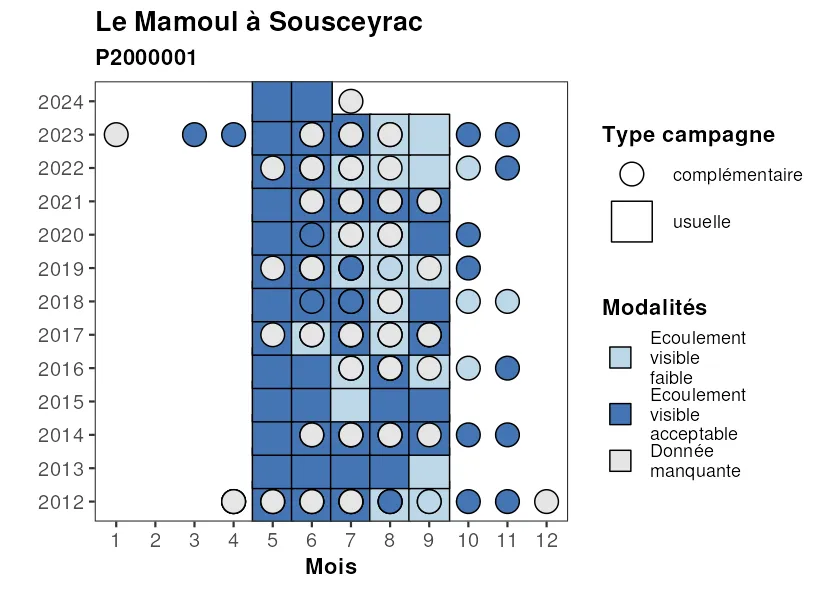 Le Mamoul à Sousceyrac
P2000001
2024
2023
2022
2021
2020
2019
2018
2017
2016
2015
2014
2013
2012
1 2 3 4 5 6 7 8 9 10 11 12
Mois
Type campagne
complémentaire
usuelle
Modalités
Ecoulement
visible
faible
Ecoulement
visible
acceptable
Donnée
manquante